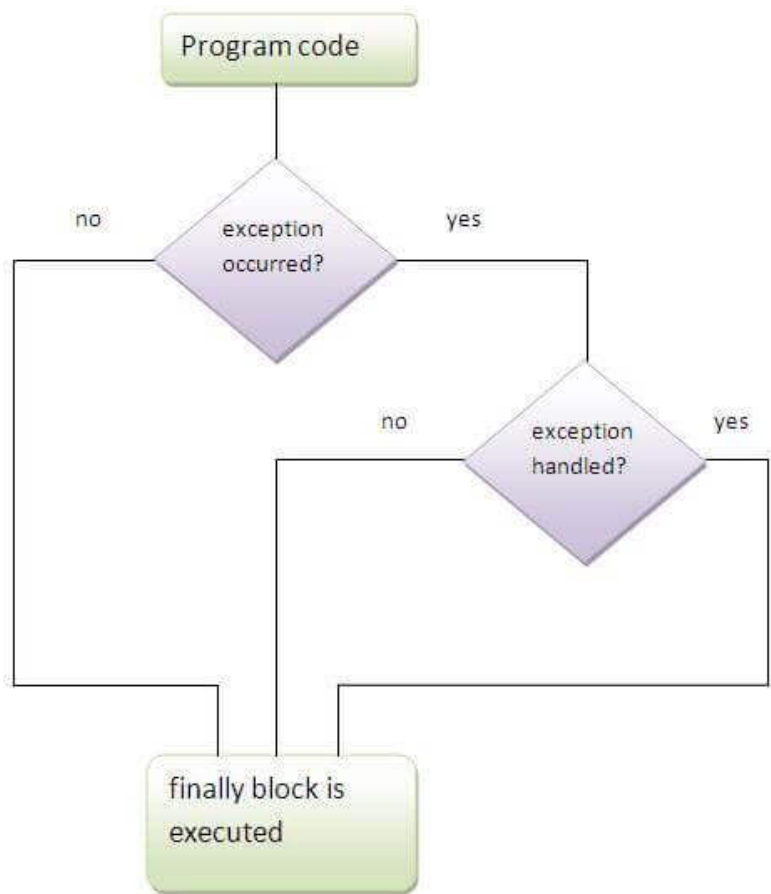 Program code
no
yes
exception
occurred?
no
yes
exception
handled?
finally block is
executed